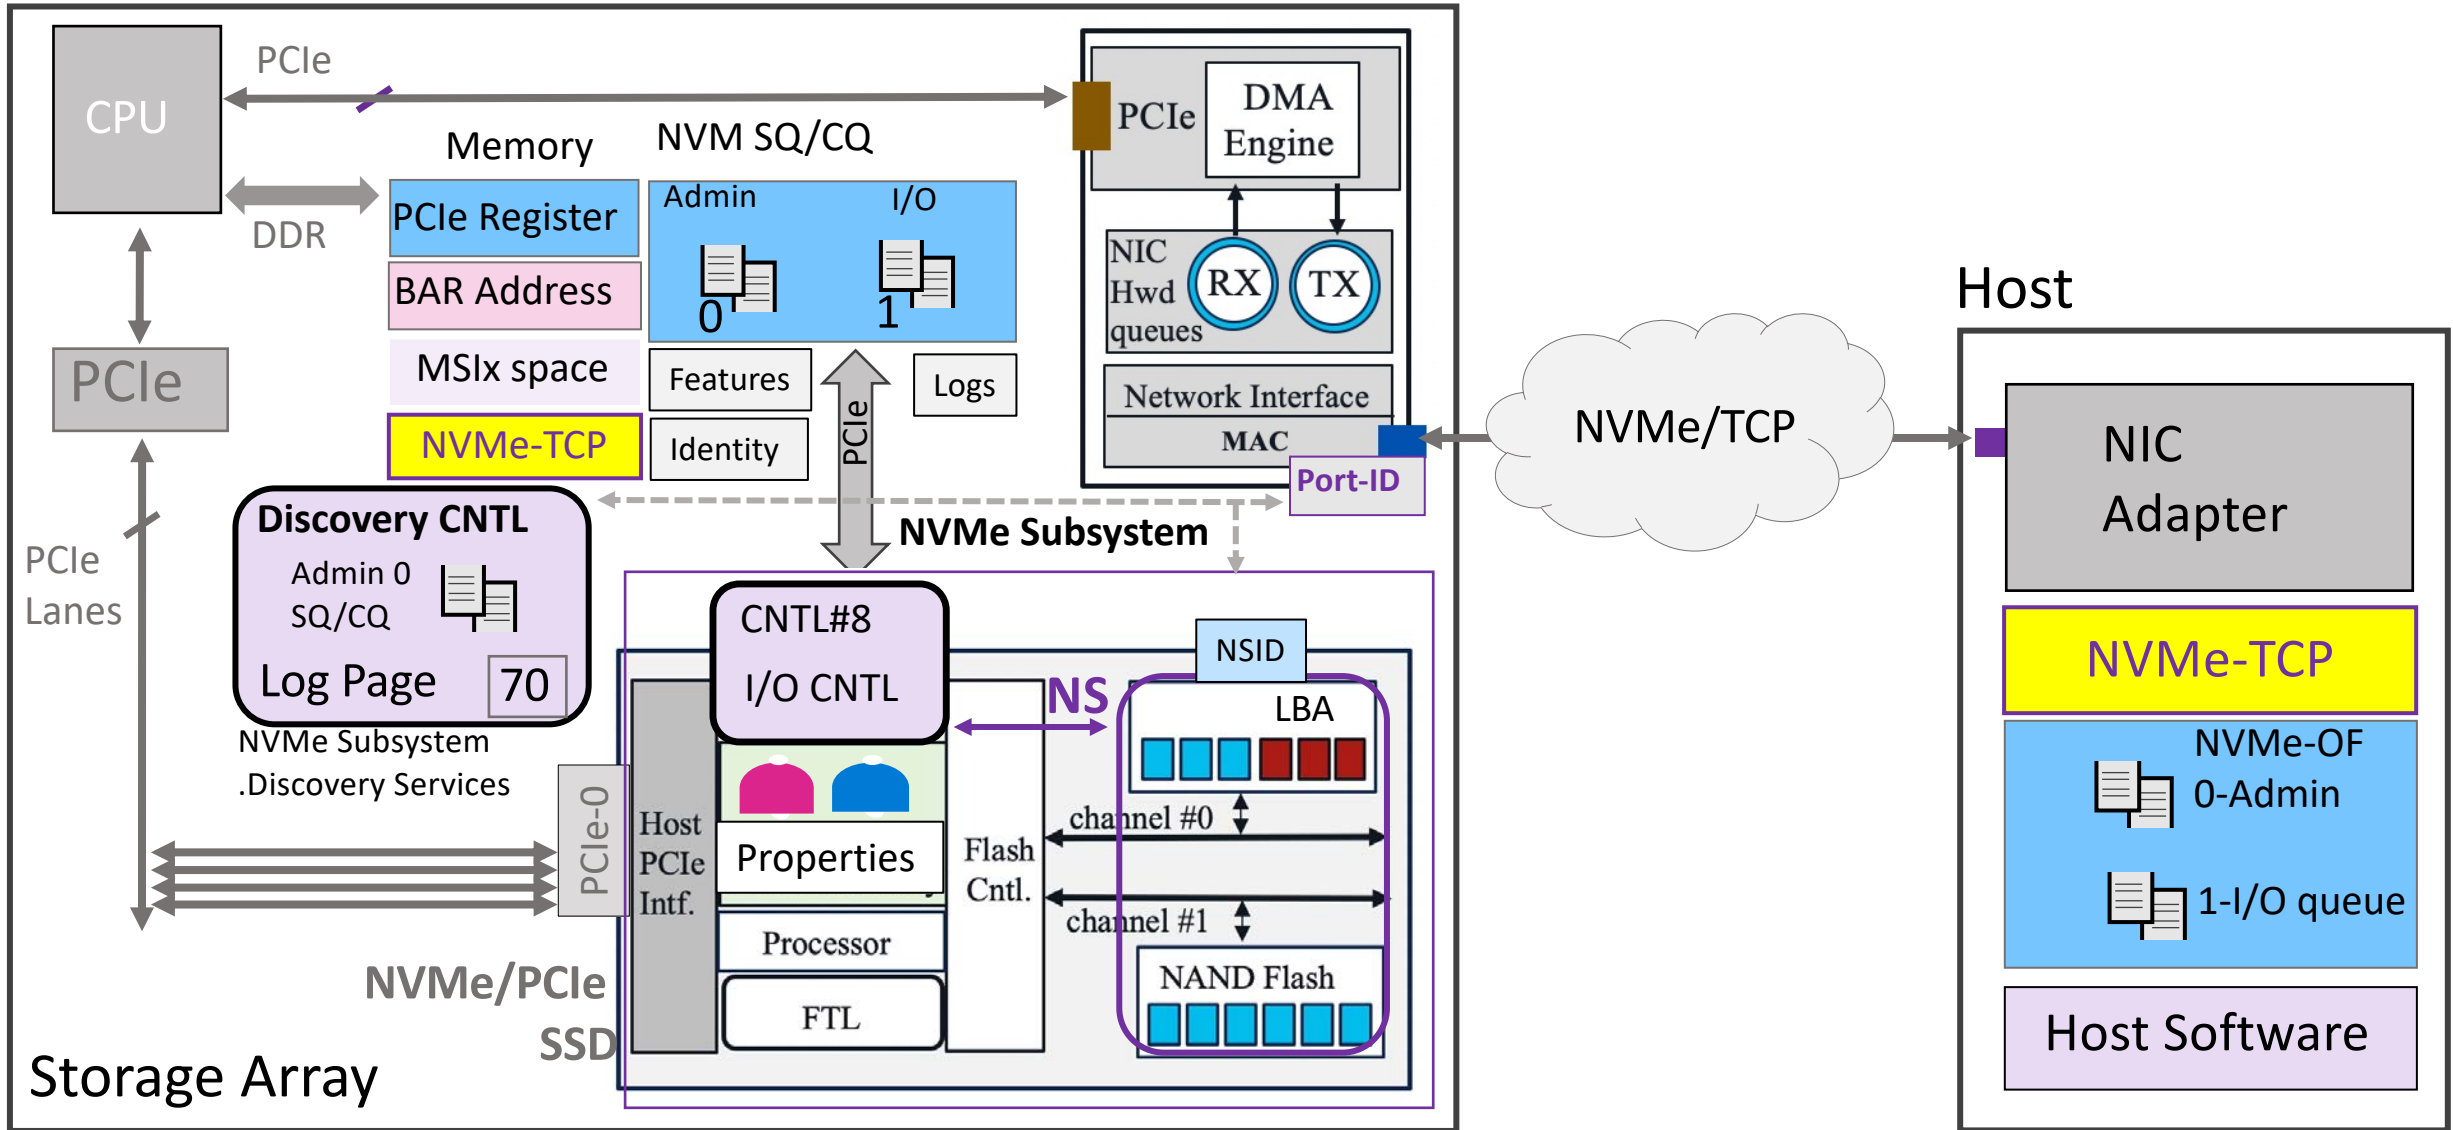 PCIe
CPU
DDR
PCIe
PCIe
Lanes
Memory
PCIe Register
BAR Address
MSIx space
NVMe-TCP
NVM SQ/CQ
Admin
I/O
0
1
Features
Logs
Identity
PCIe
PCIe
DMA
Engine
NIC
Hwd
queues
RX
TX
Network Interface
MAC
Port-ID
Discovery CNTL
Admin 0
SQ/CQ
Log Page
70
NVMe Subsystem
.Discovery Services
NVMe Subsystem
CNTL#8
I/O CNTL
NS
NSID
LBA
PCIe-0
Host
PCIe
Intf.
Properties
Processor
FTL
Flash
Cntl.
channel #0
channel #1
NAND Flash
NVMe/PCIe
SSD
Storage Array
NVMe/TCP
Host
NIC
Adapter
NVMe-TCP
NVMe-OF
0-Admin
1-I/O queue
Host Software